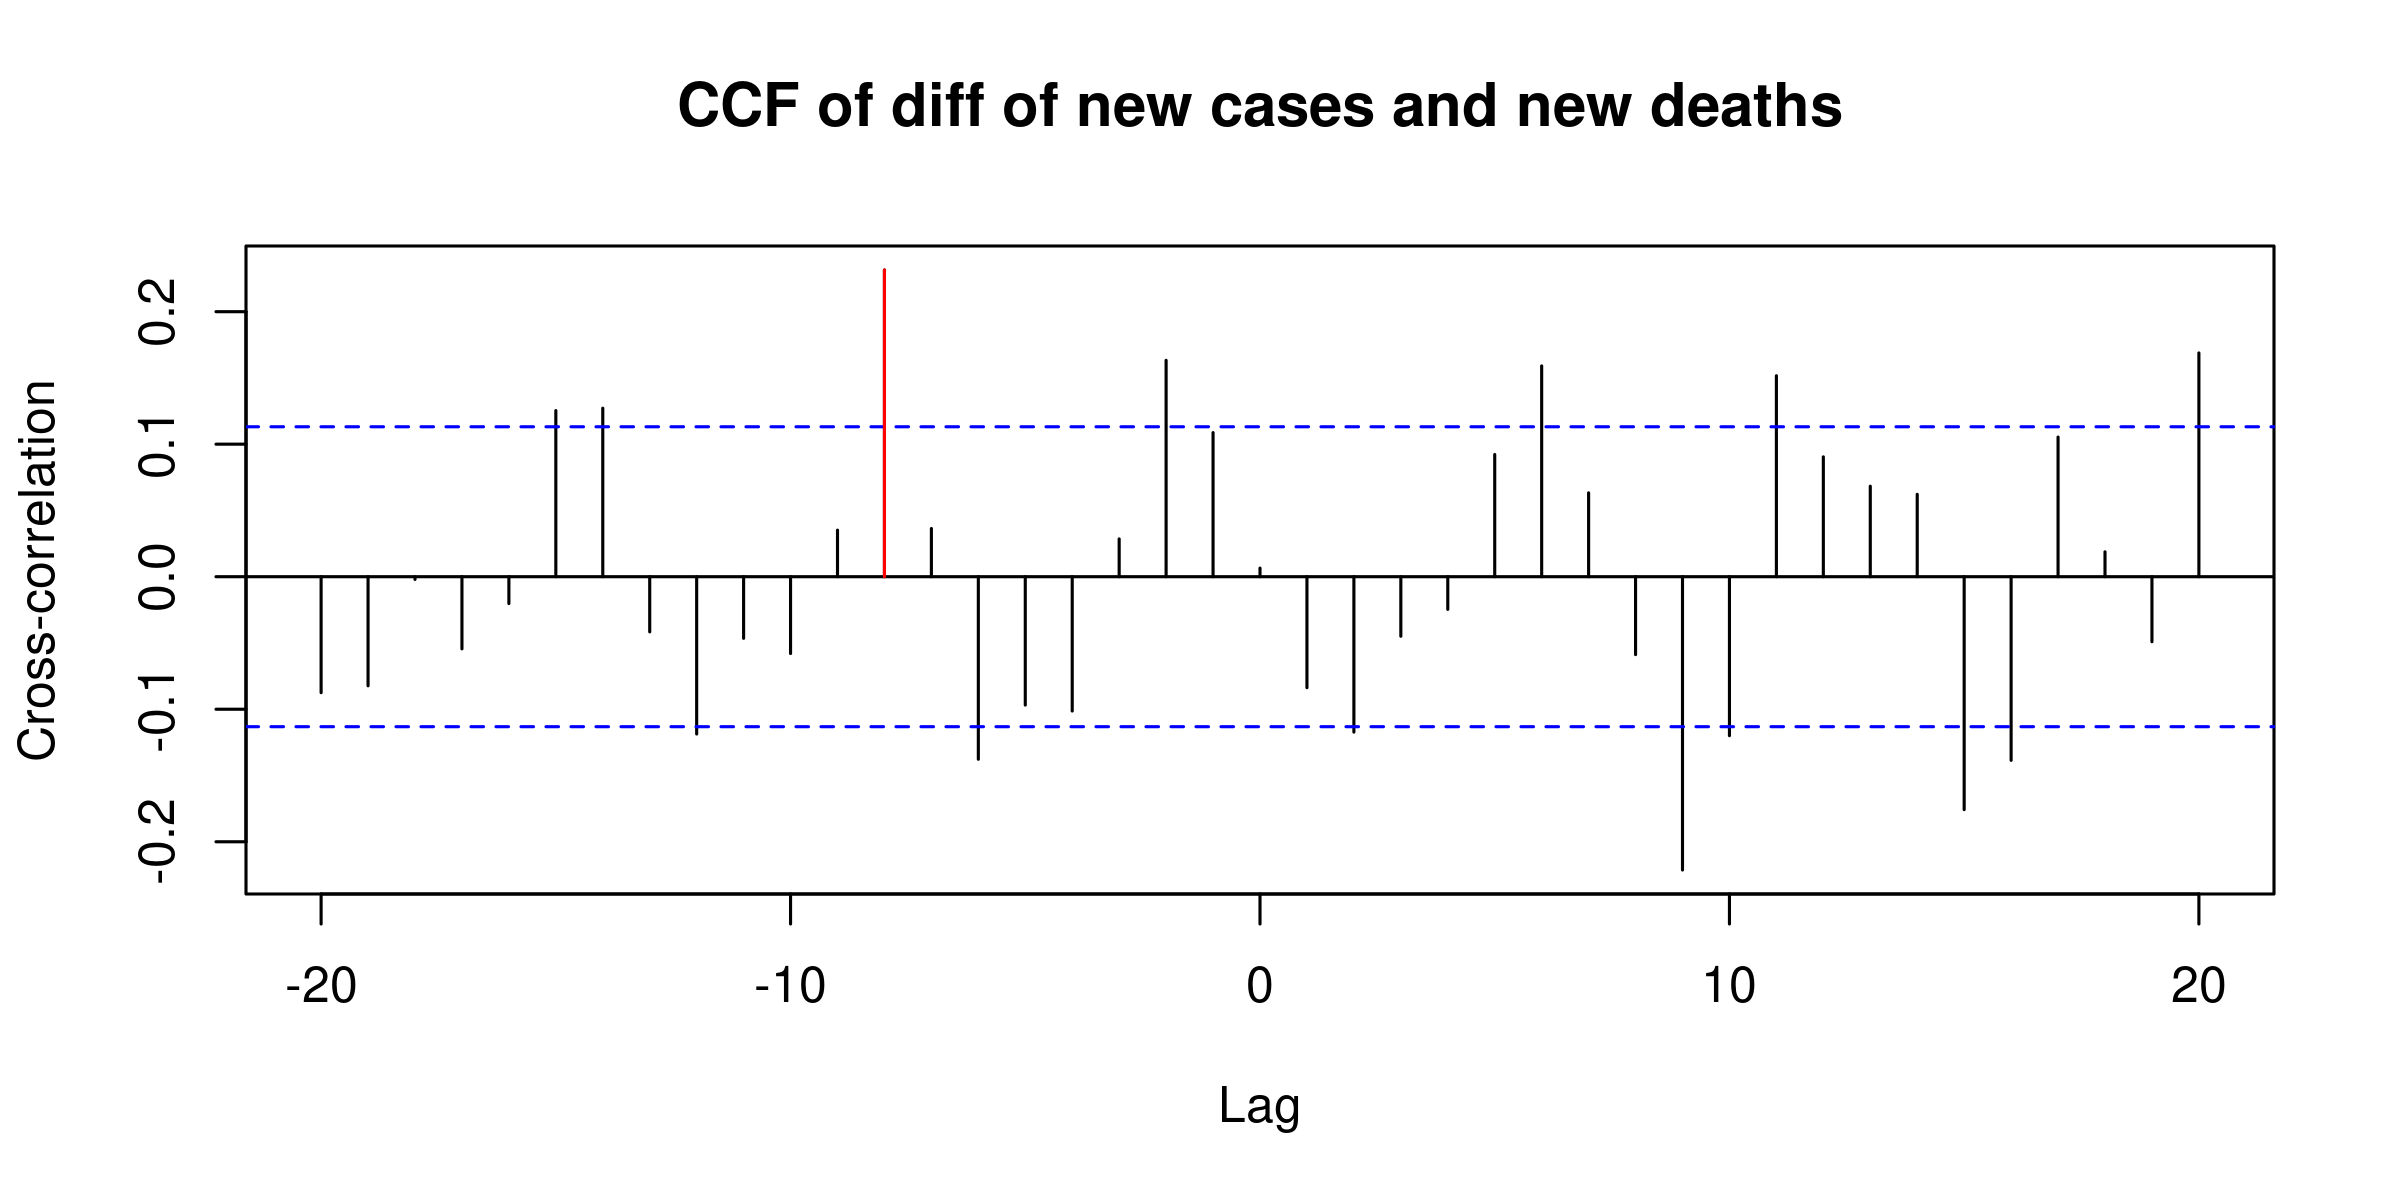 CCF of diff of new cases and new deaths
Cross-correlation
0.2
0.1
0.0
-0.1
-0.2
-20 -10 0 10 20
Lag